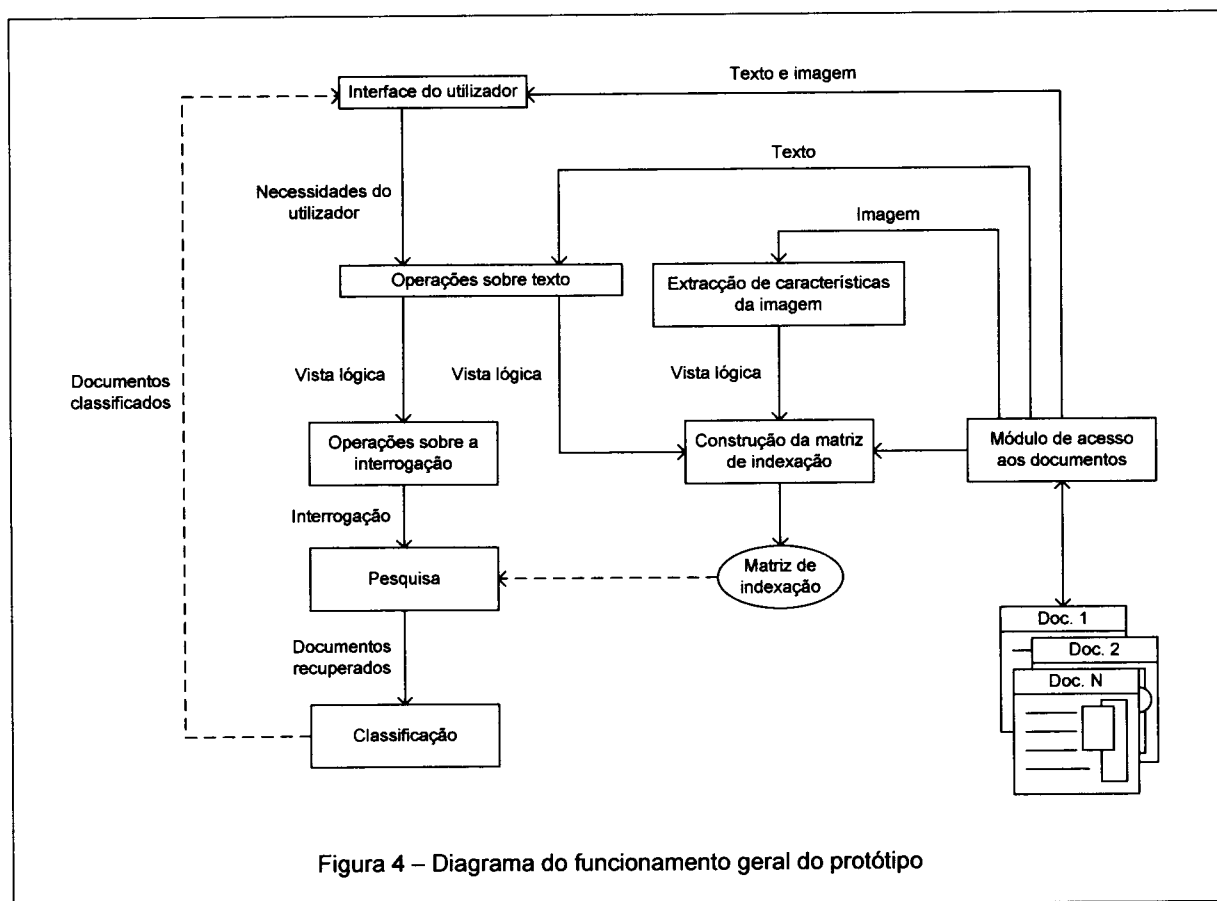 Texto e imagem
Interface do utilizador
Texto
Necessidades do
utilizador
Imagem
Operações sobre texto
Extracção de características
da imagem
Documentos
classificados
Vista lógica
Vista lógica
Vista lógica
Operações sobre a
interrogação
Construção da matriz
de indexação
Módulo de acesso
aos documentos
Interrogação
Pesquisa
Matriz de
indexação
Doc. 1
Doc. 2
Doc. N
Documentos
recuperados
Classificação
Figura 4 – Diagrama do funcionamento geral do protótipo